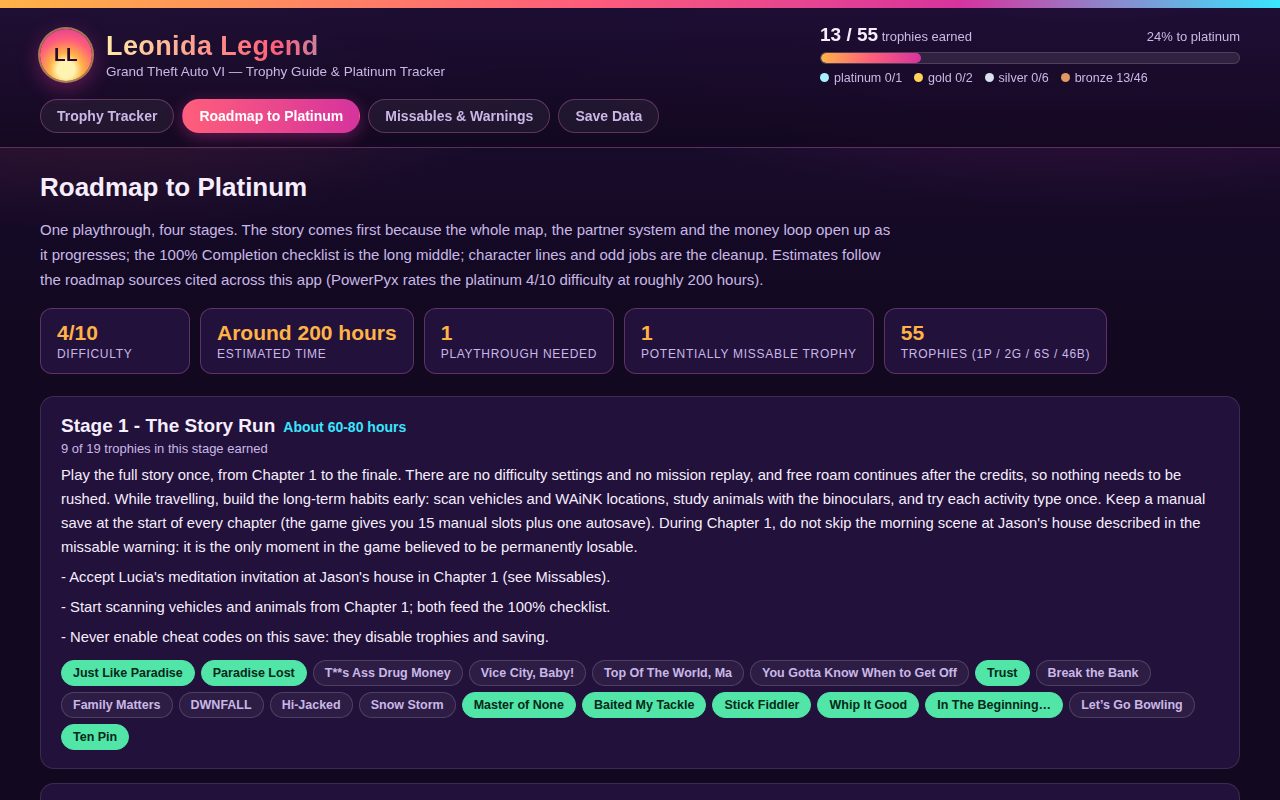 LL
Leonida Legend
Grand Theft Auto VI — Trophy Guide & Platinum Tracker
13 / 55 trophies earned
24% to platinum
platinum 0/1 gold 0/2 silver 0/6 bronze 13/46
Trophy Tracker
Roadmap to Platinum
Missables & Warnings
Save Data
Roadmap to Platinum
One playthrough, four stages. The story comes first because the whole map, the partner system and the money loop open up as
it progresses; the 100% Completion checklist is the long middle; character lines and odd jobs are the cleanup. Estimates follow
the roadmap sources cited across this app (PowerPyx rates the platinum 4/10 difficulty at roughly 200 hours).
4/10
DIFFICULTY
Around 200 hours
ESTIMATED TIME
1
PLAYTHROUGH NEEDED
1
POTENTIALLY MISSABLE TROPHY
55
TROPHIES (1P / 2G / 6S / 46B)
Stage 1 - The Story Run About 60-80 hours
9 of 19 trophies in this stage earned
Play the full story once, from Chapter 1 to the finale. There are no difficulty settings and no mission replay, and free roam continues after the credits, so nothing needs to be
rushed. While travelling, build the long-term habits early: scan vehicles and WAiNK locations, study animals with the binoculars, and try each activity type once. Keep a manual
save at the start of every chapter (the game gives you 15 manual slots plus one autosave). During Chapter 1, do not skip the morning scene at Jason's house described in the
missable warning: it is the only moment in the game believed to be permanently losable.
- Accept Lucia's meditation invitation at Jason's house in Chapter 1 (see Missables).
- Start scanning vehicles and animals from Chapter 1; both feed the 100% checklist.
- Never enable cheat codes on this save: they disable trophies and saving.
Just Like Paradise Paradise Lost T**s Ass Drug Money Vice City, Baby! Top Of The World, Ma You Gotta Know When to Get Off Trust Break the Bank
Family Matters DWNFALL Hi-Jacked Snow Storm Master of None Baited My Tackle Stick Fiddler Whip It Good In The Beginning… Let’s Go Bowling
Ten Pin